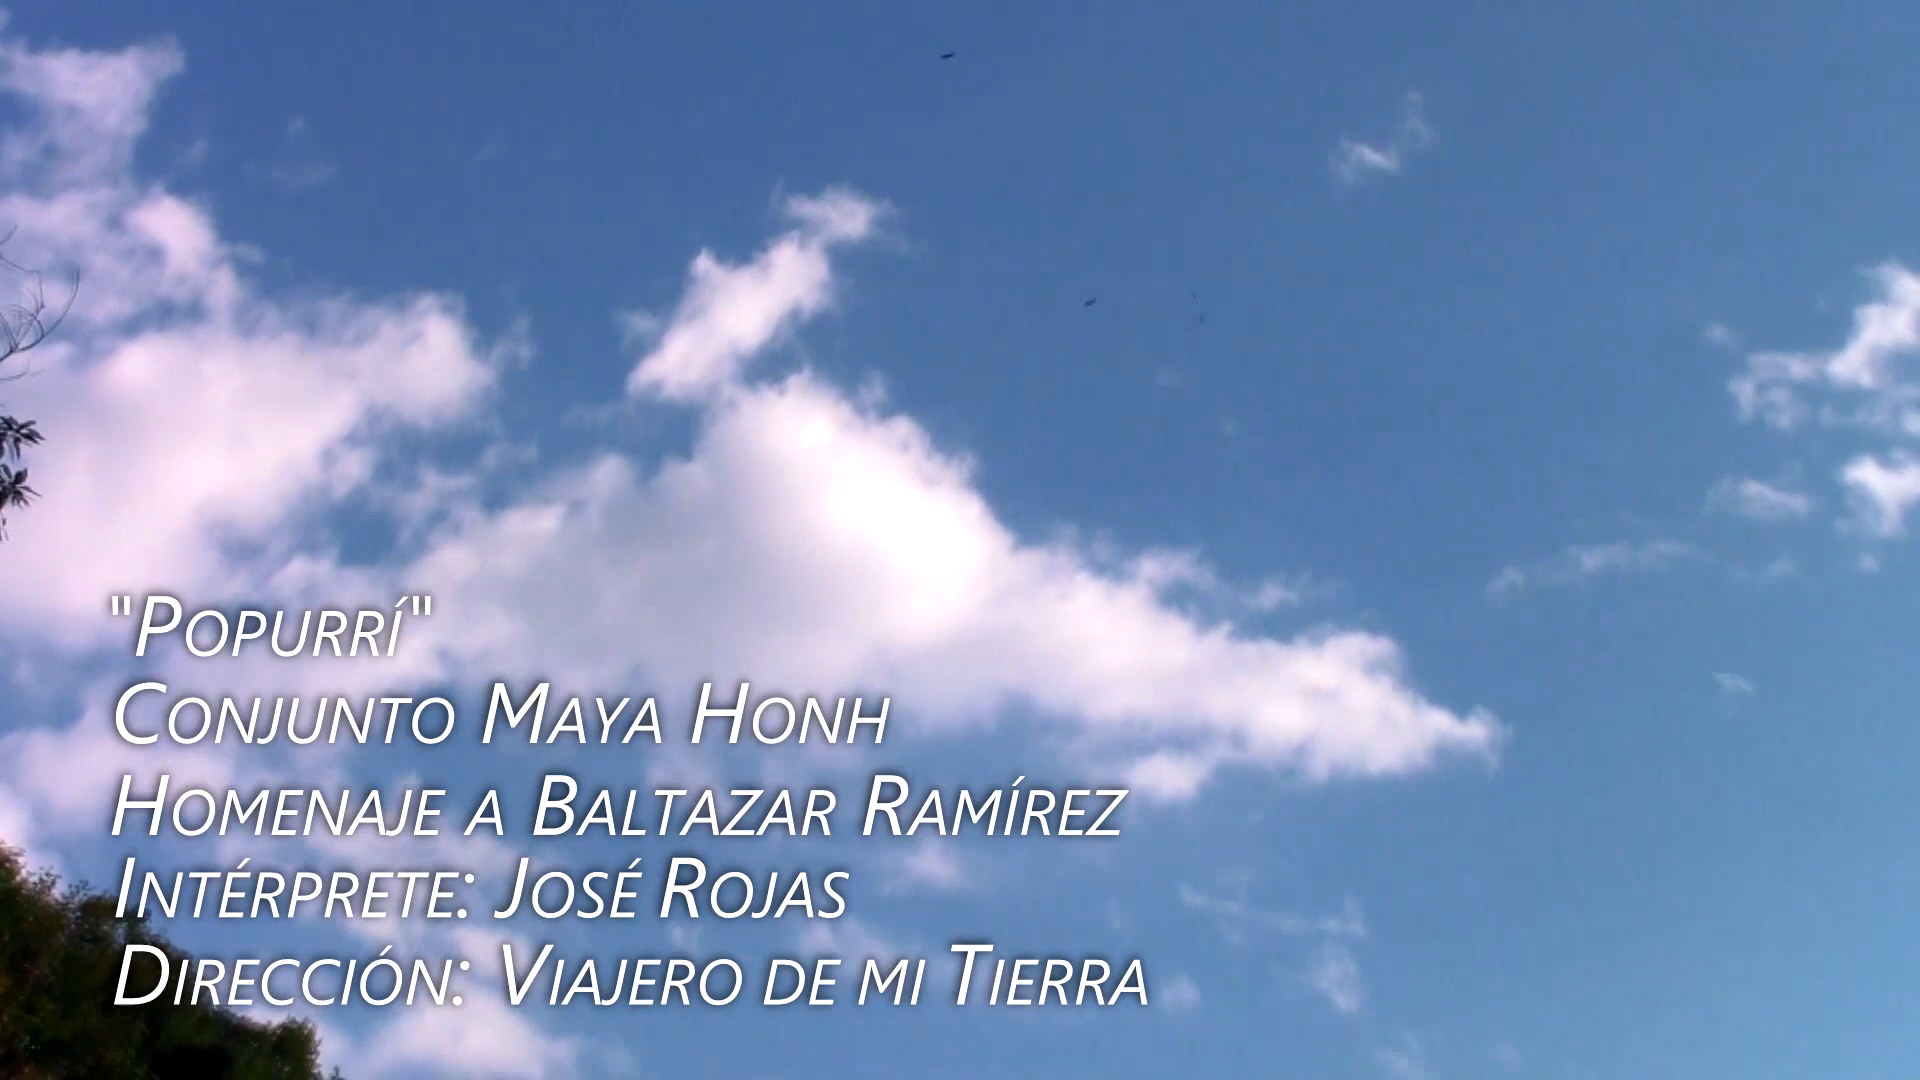 "Popurrí"
Conjunto Maya Honh
Homenaje a Baltazar Ramírez
Intérprete: José Rojas
Dirección: Viajero de mi Tierra